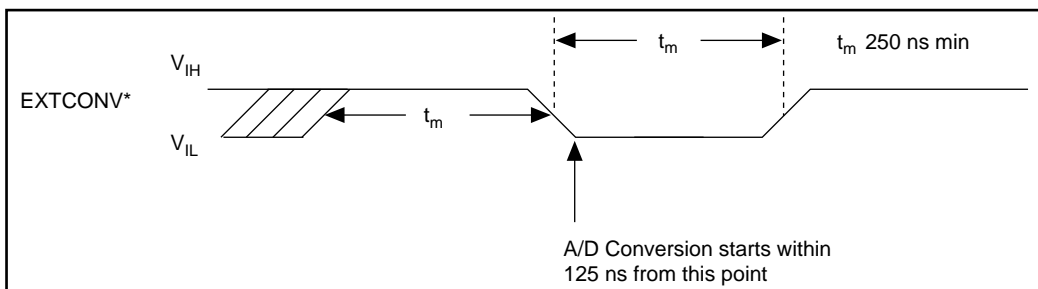 t_m
t_m 250 ns min
V_IH
EXTCONV*
t_m
V_IL
A/D Conversion starts within
125 ns from this point